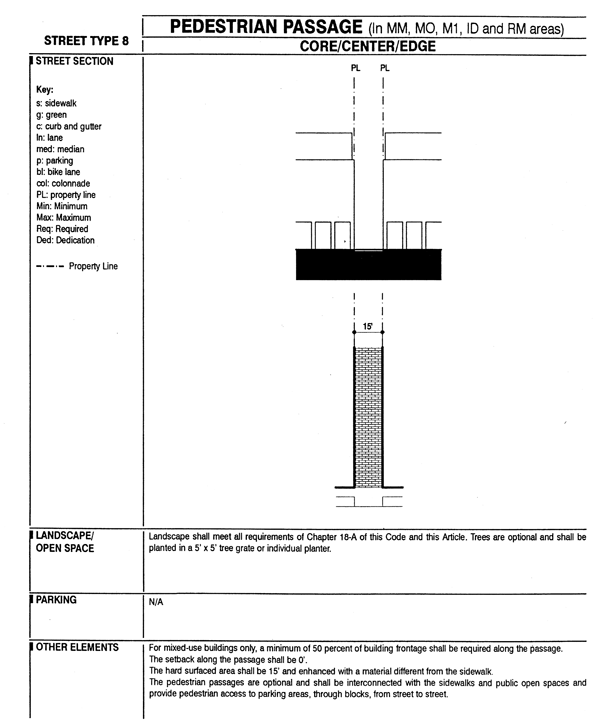 STREET TYPE 8
PEDESTRIAN PASSAGE (In MM, MO, M1, ID and RM areas)
CORE/CENTER/EDGE
STREET SECTION
Key:
s: sidewalk
g: green
c: curb and gutter
ln: lane
med: median
p: parking
bl: bike lane
col: colonnade
PL: property line
Min: Minimum
Max: Maximum
Req: Required
Ded: Dedication
Property Line
PL PL
15'
LANDSCAPE/
OPEN SPACE
Landscape shall meet all requirements of Chapter 18-A of this Code and this Article. Trees are optional and shall be
planted in a 5' x 5' tree grate or individual planter.
PARKING
N/A
OTHER ELEMENTS
For mixed-use buildings only, a minimum of 50 percent of building frontage shall be required along the passage.
The setback along the passage shall be 0'.
The hard surfaced area shall be 15' and enhanced with a material different from the sidewalk.
The pedestrian passages are optional and shall be interconnected with the sidewalks and public open spaces and
provide pedestrian access to parking areas, through blocks, from street to street.